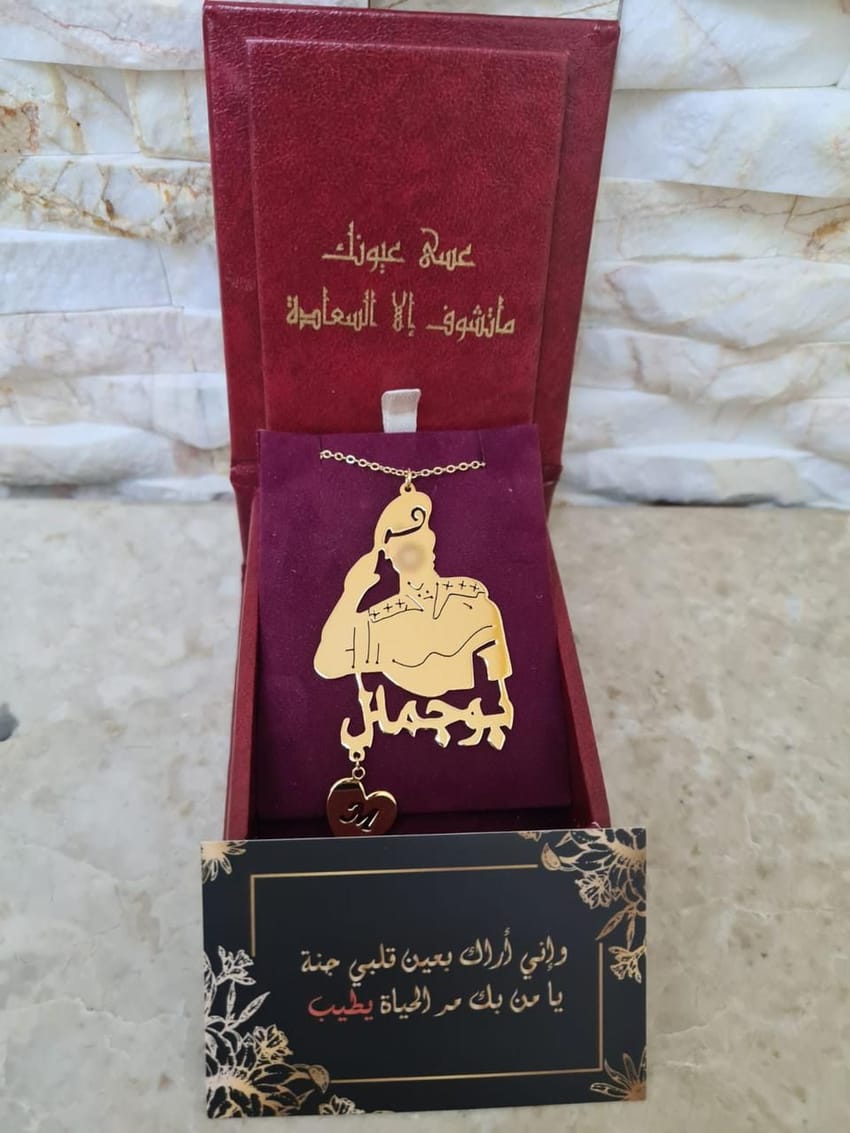 عسى عيونك
ماتشوف إلا السعادة
بوجميل
وإني أراك بعين قلبي جنة
يا من بك مر الحياة يطيب